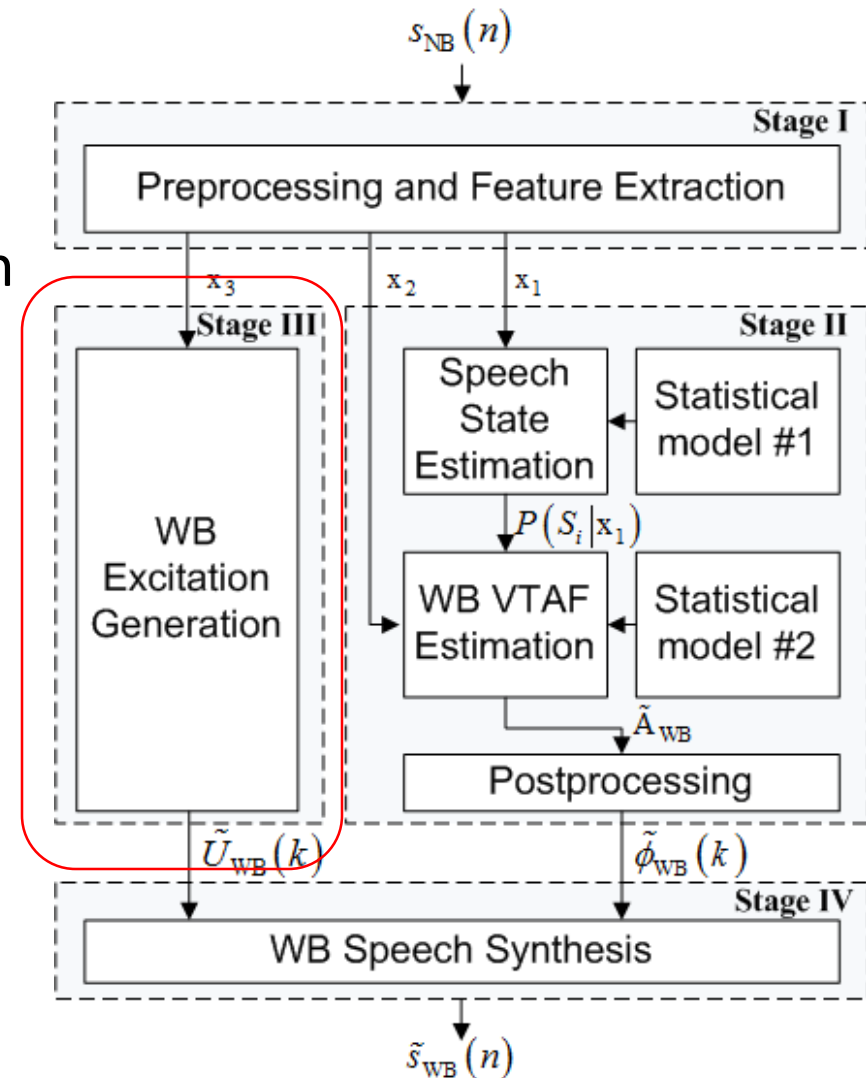 s_NB(n)
Stage I
Preprocessing and Feature Extraction
n
x_3 x_2 x_1
Stage III
WB
Excitation
Generation
Stage II
Speech
State
Estimation
Statistical
model #1
P(S_i|x_1)
WB VTAF
Estimation
Statistical
model #2
Ã_WB
Postprocessing
Ũ_WB(k)
ϕ̃_WB(k)
Stage IV
WB Speech Synthesis
s̃_WB(n)